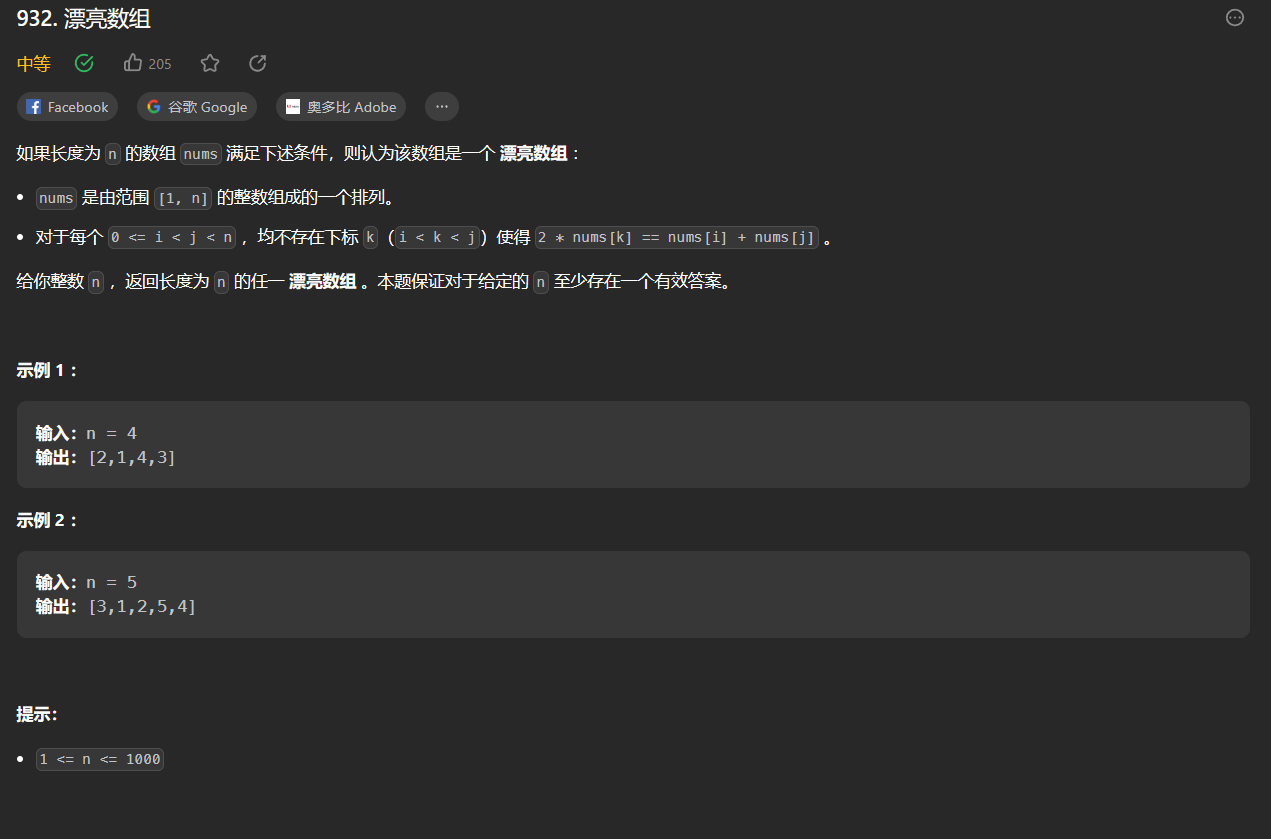 932. 漂亮数组
中等 205
Facebook 谷歌 Google 奥多比 Adobe ...
如果长度为 n 的数组 nums 满足下述条件，则认为该数组是一个 漂亮数组 ：
• nums 是由范围 [1, n] 的整数组成的一个排列。
• 对于每个 0 <= i < j < n ，均不存在下标 k（i < k < j）使得 2 * nums[k] == nums[i] + nums[j] 。
给你整数 n ，返回长度为 n 的任一 漂亮数组 。本题保证对于给定的 n 至少存在一个有效答案。
示例 1 ：
输入：n = 4
输出：[2,1,4,3]
示例 2 ：
输入：n = 5
输出：[3,1,2,5,4]
提示：
• 1 <= n <= 1000